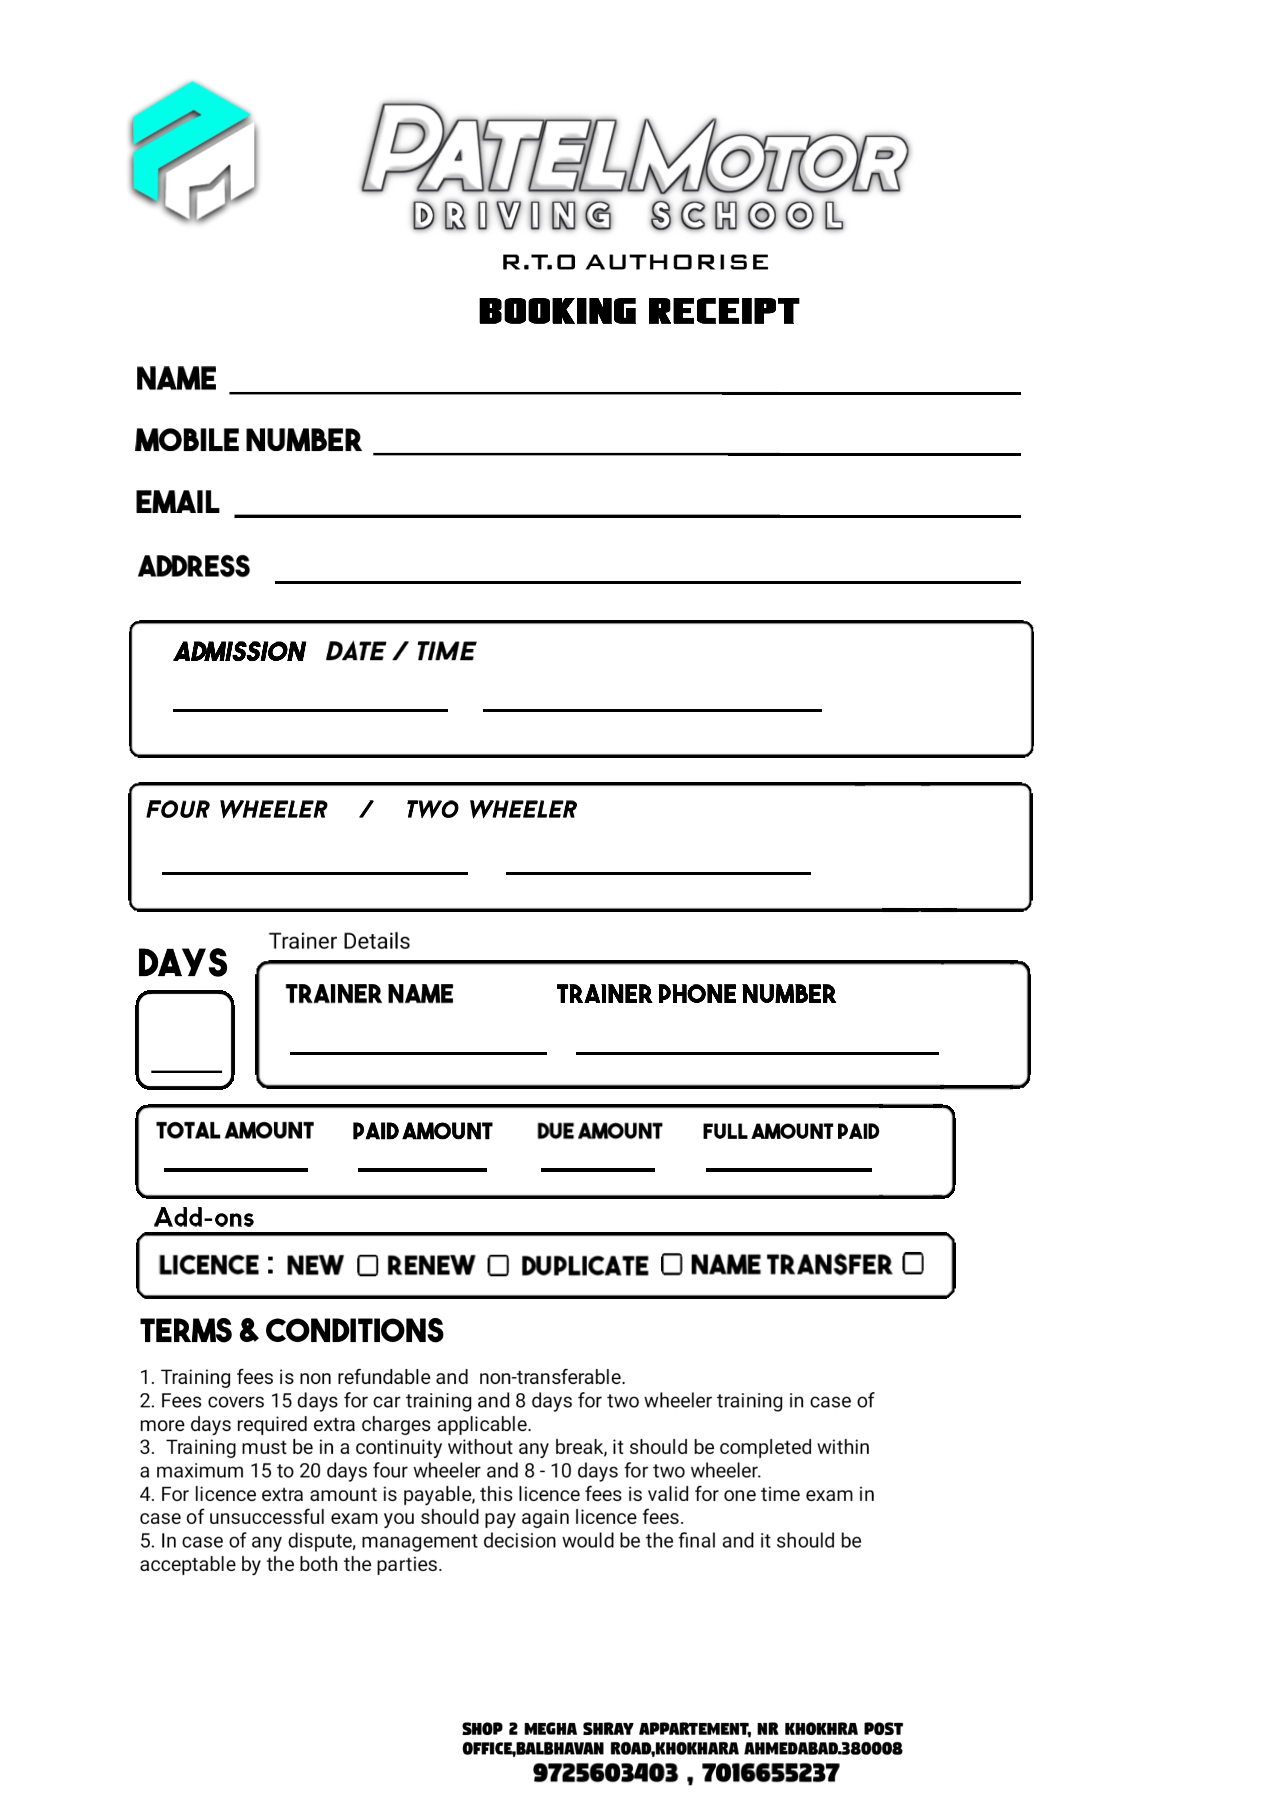 PATEL MOTOR
DRIVING SCHOOL
R.T.O AUTHORISE
BOOKING RECEIPT
NAME
MOBILE NUMBER
EMAIL
ADDRESS
ADMISSION DATE / TIME
FOUR WHEELER / TWO WHEELER
DAYS
Trainer Details
TRAINER NAME TRAINER PHONE NUMBER
TOTAL AMOUNT PAID AMOUNT DUE AMOUNT FULL AMOUNT PAID
Add-ons
LICENCE : NEW RENEW DUPLICATE NAME TRANSFER
TERMS & CONDITIONS
1. Training fees is non refundable and  non-transferable.
2. Fees covers 15 days for car training and 8 days for two wheeler training in case of
more days required extra charges applicable.
3.  Training must be in a continuity without any break, it should be completed within
a maximum 15 to 20 days four wheeler and 8 - 10 days for two wheeler.
4. For licence extra amount is payable, this licence fees is valid for one time exam in
case of unsuccessful exam you should pay again licence fees.
5. In case of any dispute, management decision would be the final and it should be
acceptable by the both the parties.
SHOP 2 MEGHA SHRAY APPARTEMENT, NR KHOKHRA POST
OFFICE,BALBHAVAN ROAD,KHOKHARA AHMEDABAD.380008
9725603403 , 7016655237